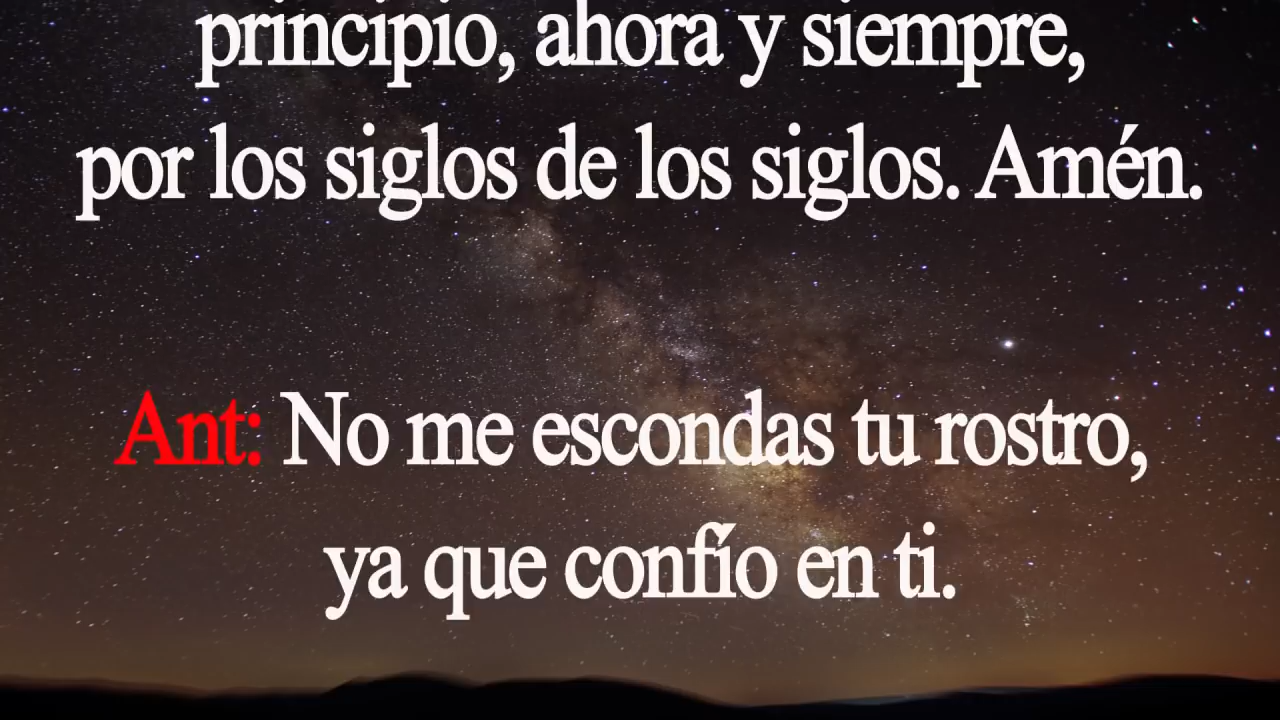 principio, ahora y siempre,
por los siglos de los siglos. Amén.
Ant: No me escondas tu rostro,
ya que confío en ti.